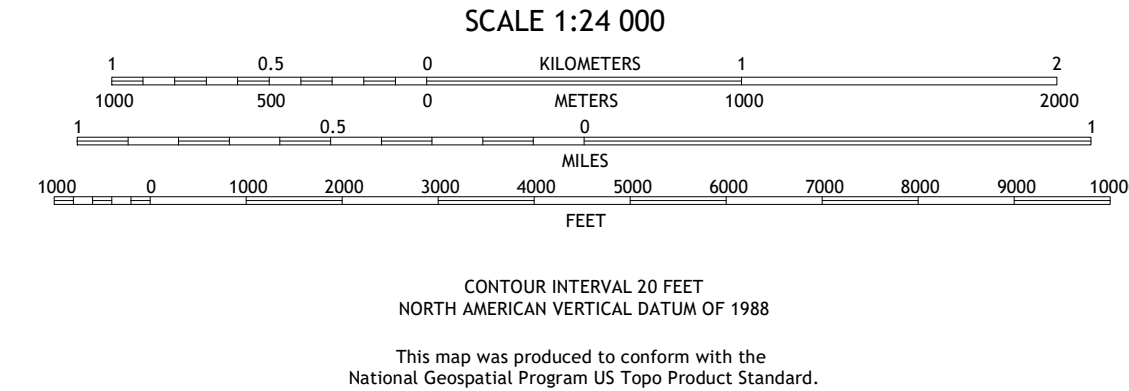 SCALE 1:24 000
1 0.5 0 KILOMETERS 1 2
1000 500 0 METERS 1000 2000
1 0.5 0 1
MILES
1000 0 1000 2000 3000 4000 5000 6000 7000 8000 9000 1000
FEET
CONTOUR INTERVAL 20 FEET
NORTH AMERICAN VERTICAL DATUM OF 1988
This map was produced to conform with the
National Geospatial Program US Topo Product Standard.